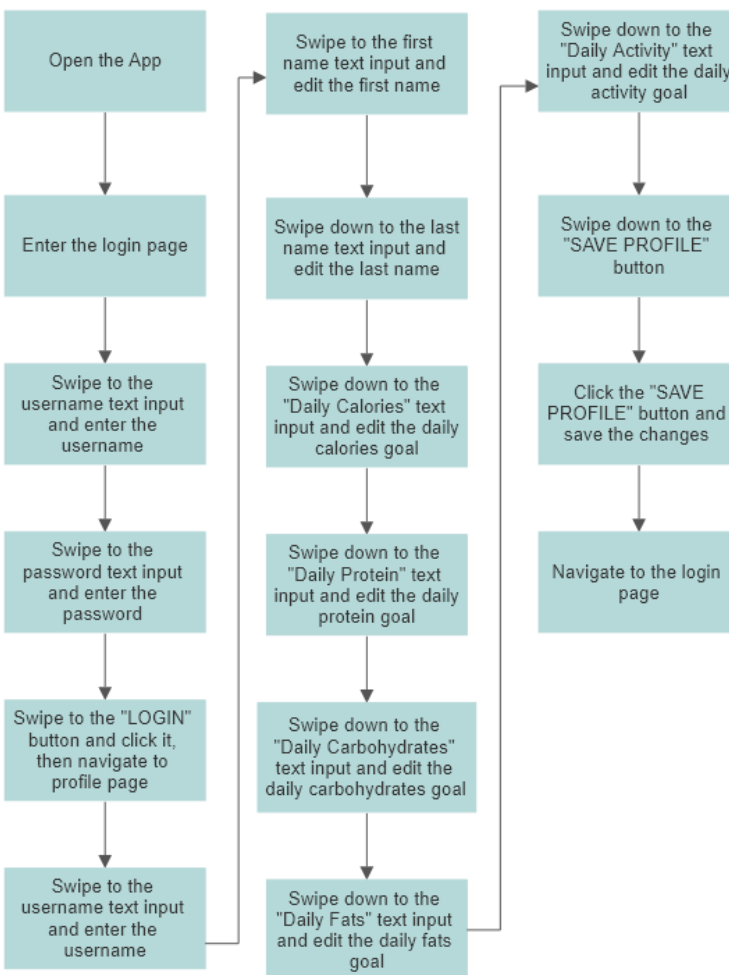 Open the App
Enter the login page
Swipe to the
username text input
and enter the
username
Swipe to the
password text input
and enter the
password
Swipe to the "LOGIN"
button and click it,
then navigate to
profile page
Swipe to the
username text input
and enter the
username
Swipe to the first
name text input and
edit the first name
Swipe down to the last
name text input and
edit the last name
Swipe down to the
"Daily Calories" text
input and edit the daily
calories goal
Swipe down to the
"Daily Protein" text
input and edit the daily
protein goal
Swipe down to the
"Daily Carbohydrates"
text input and edit the
daily carbohydrates goal
Swipe down to the
"Daily Fats" text input
and edit the daily fats
goal
Swipe down to the
"Daily Activity" text
input and edit the daily
activity goal
Swipe down to the
"SAVE PROFILE"
button
Click the "SAVE
PROFILE" button and
save the changes
Navigate to the login
page